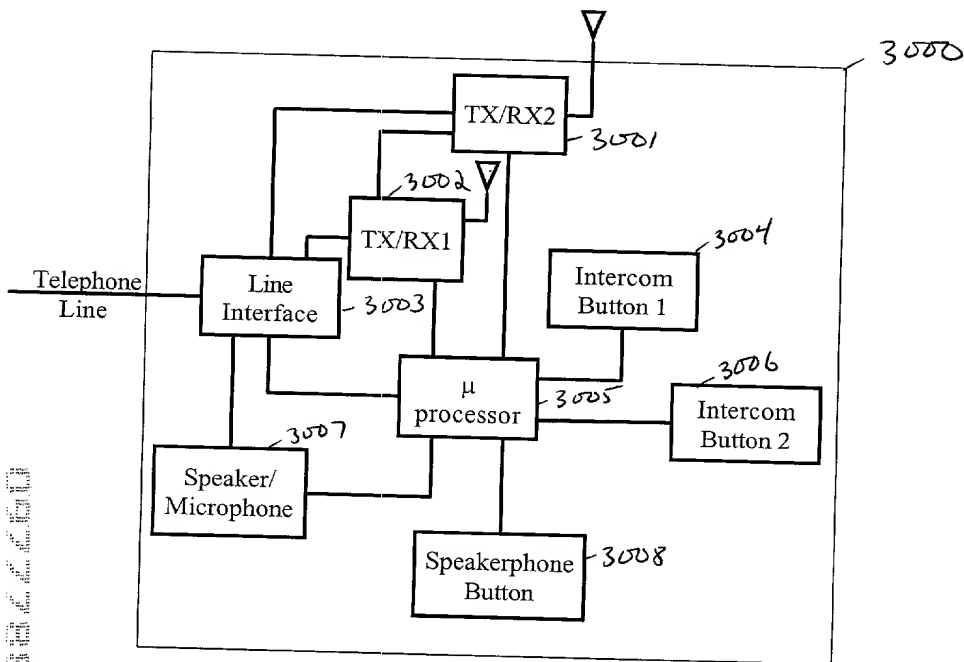 3000
TX/RX2
3001
3002
TX/RX1
3004
Telephone
Line
Line
Interface
3003
Intercom
Button 1
3006
μ
processor
3005
Intercom
Button 2
3007
Speaker/
Microphone
Speakerphone
Button
3008